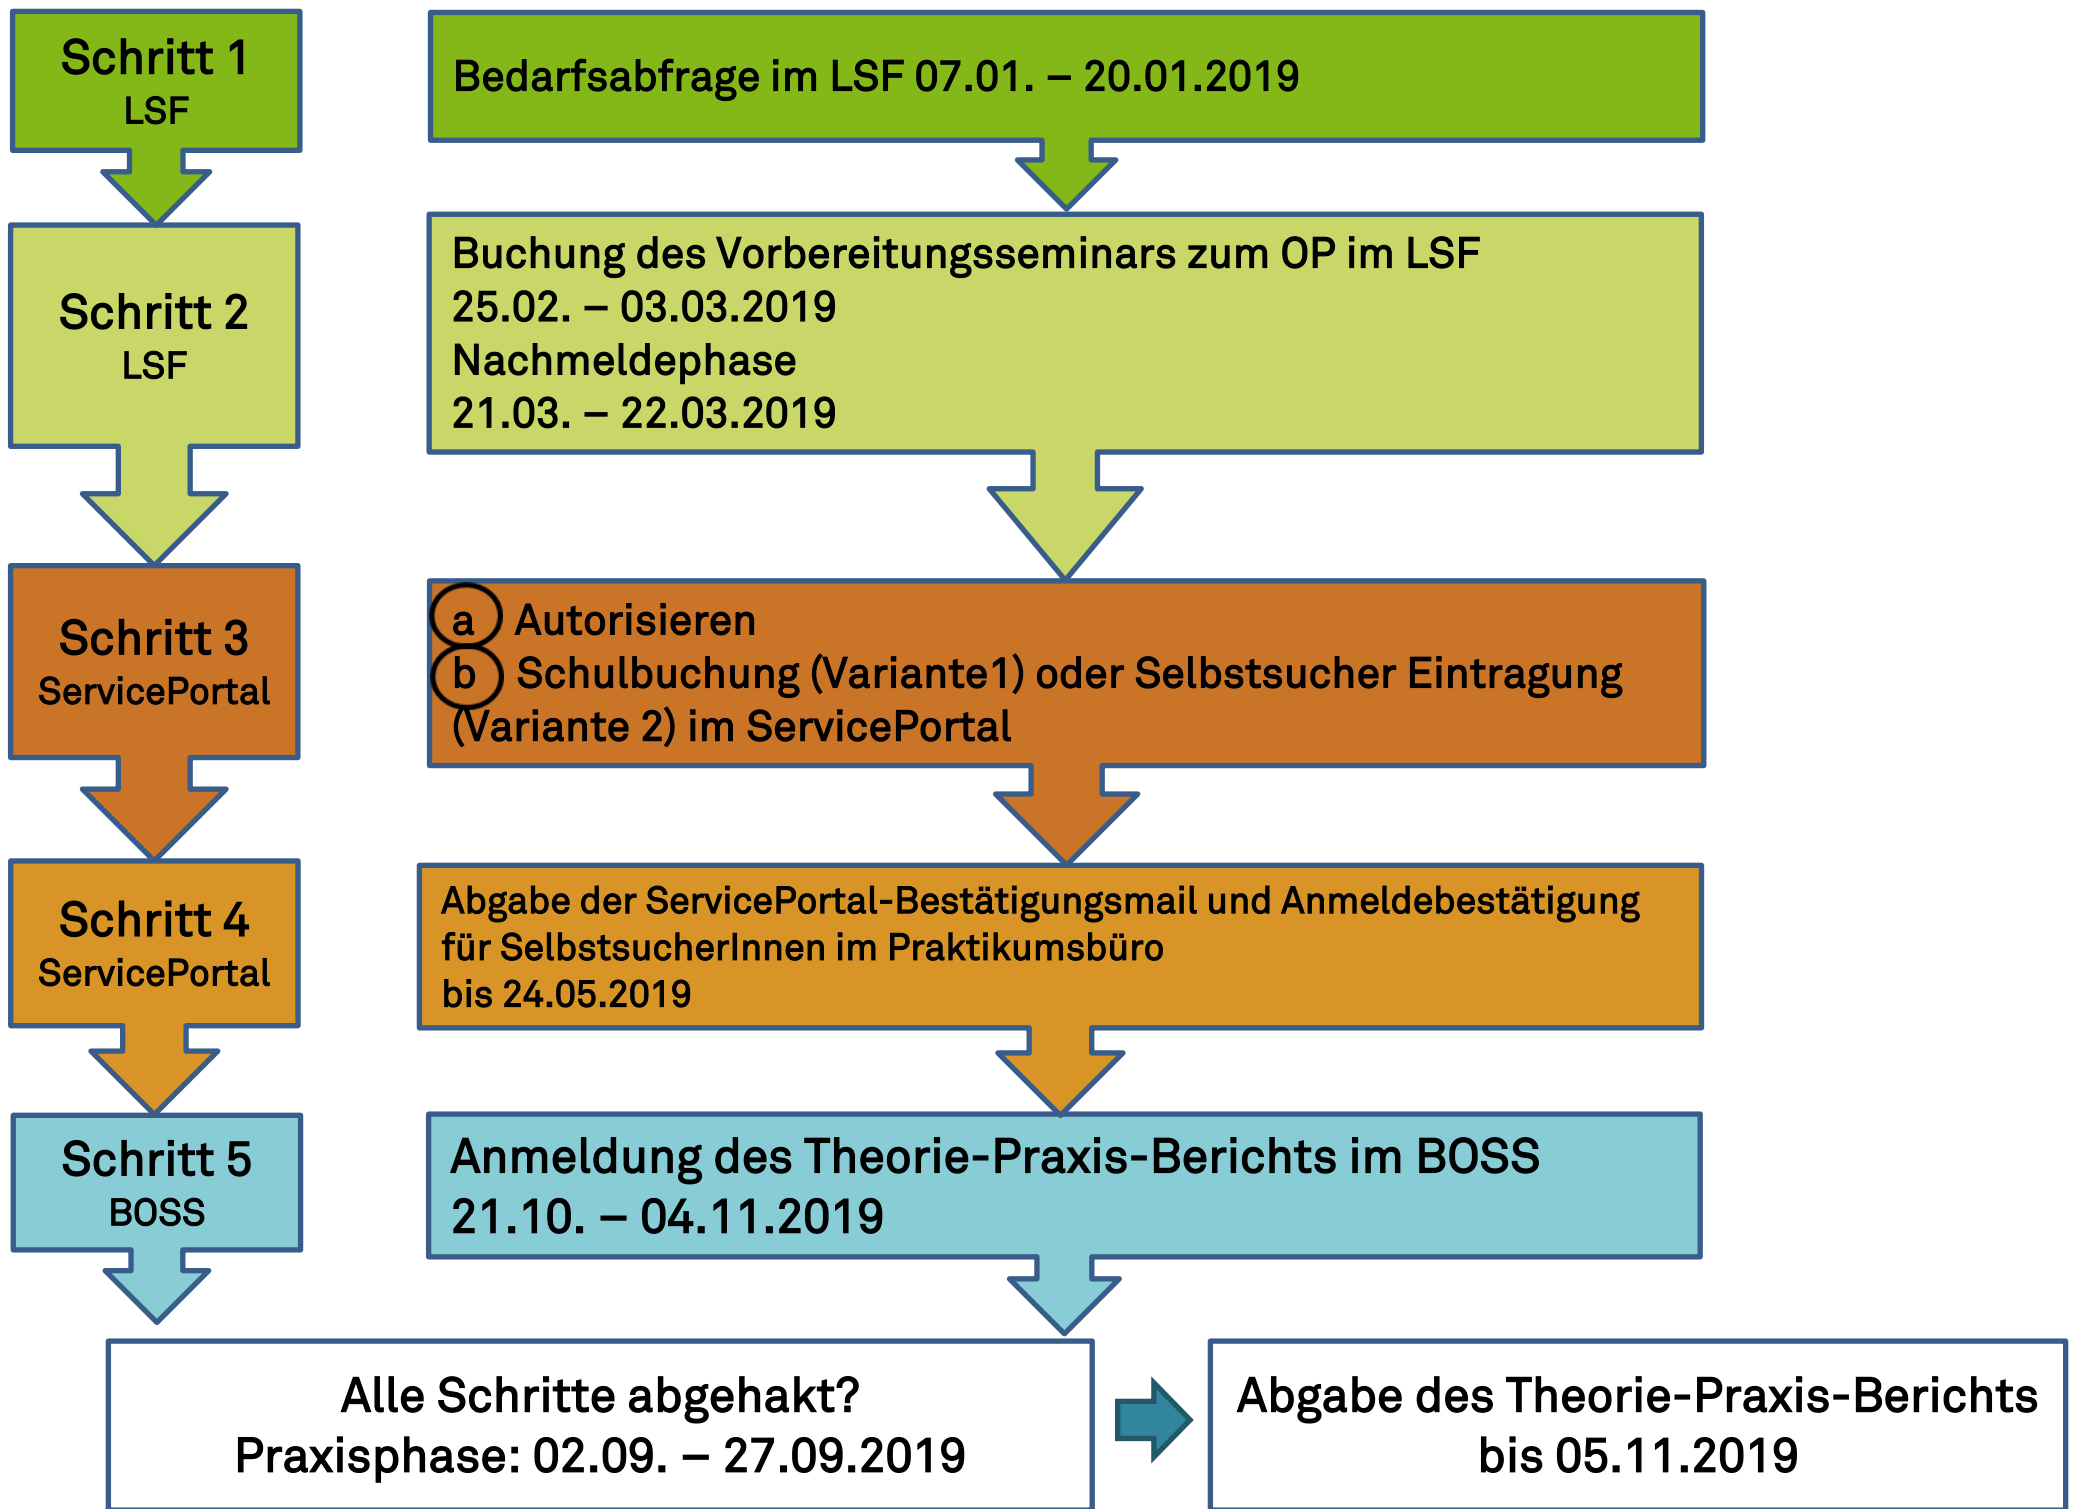 Schritt 1
LSF
Bedarfsabfrage im LSF 07.01. – 20.01.2019
Schritt 2
LSF
Buchung des Vorbereitungsseminars zum OP im LSF
25.02. – 03.03.2019
Nachmeldephase
21.03. – 22.03.2019
Schritt 3
ServicePortal
a Autorisieren
b Schulbuchung (Variante1) oder Selbstsucher Eintragung
(Variante 2) im ServicePortal
Schritt 4
ServicePortal
Abgabe der ServicePortal-Bestätigungsmail und Anmeldebestätigung
für SelbstsucherInnen im Praktikumsbüro
bis 24.05.2019
Schritt 5
BOSS
Anmeldung des Theorie-Praxis-Berichts im BOSS
21.10. – 04.11.2019
Alle Schritte abgehakt?
Praxisphase: 02.09. – 27.09.2019
Abgabe des Theorie-Praxis-Berichts
bis 05.11.2019